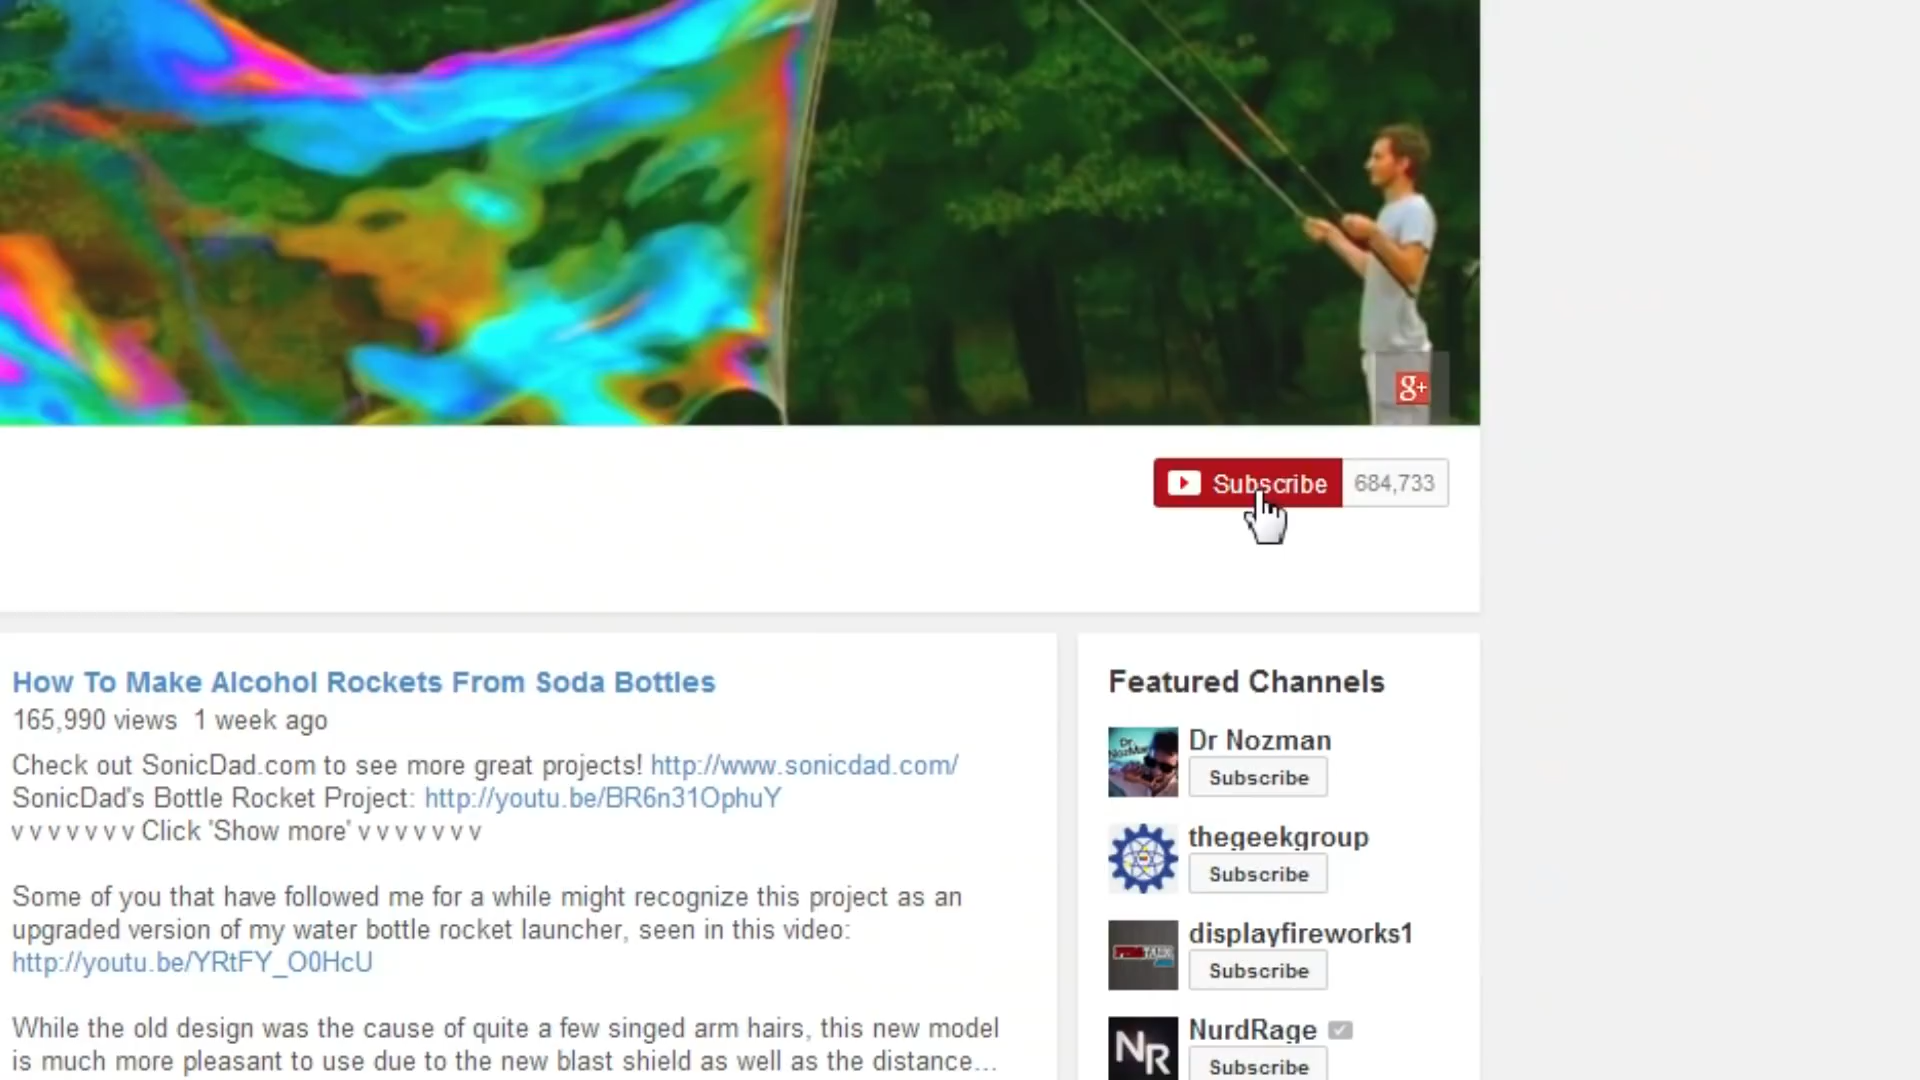 g+
Subscribe 684,733
How To Make Alcohol Rockets From Soda Bottles
165,990 views 1 week ago
Check out SonicDad.com to see more great projects! http://www.sonicdad.com/
SonicDad's Bottle Rocket Project: http://youtu.be/BR6n31OphuY
v v v v v v v Click 'Show more' v v v v v v v
Some of you that have followed me for a while might recognize this project as an
upgraded version of my water bottle rocket launcher, seen in this video:
http://youtu.be/YRtFY_O0HcU
While the old design was the cause of quite a few singed arm hairs, this new model
is much more pleasant to use due to the new blast shield as well as the distance...
Featured Channels
Dr Nozman
Subscribe
thegeekgroup
Subscribe
displayfireworks1
Subscribe
NR
NurdRage
Subscribe